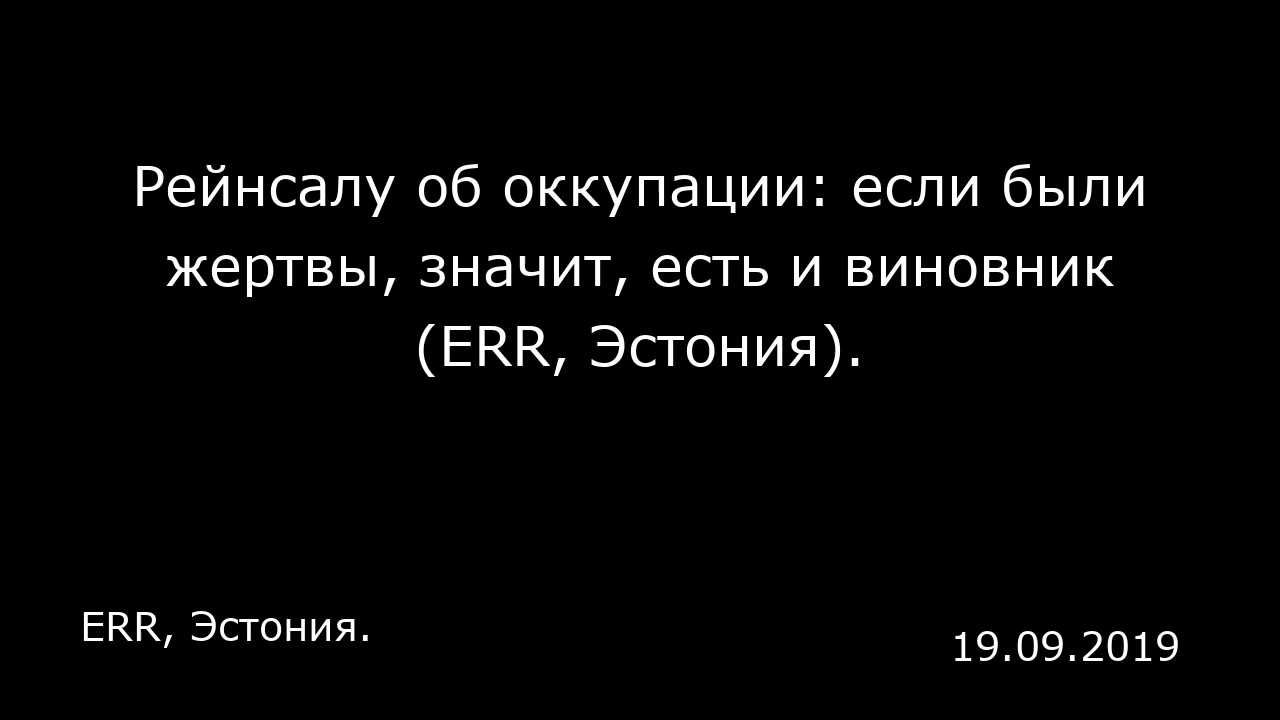 Рейнсалу об оккупации: если были
жертвы, значит, есть и виновник
(ERR, Эстония).
ERR, Эстония.
19.09.2019